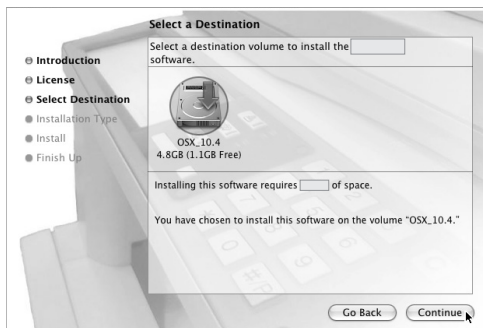 Select a Destination
Introduction
License
Select Destination
Installation Type
Install
Finish Up
Select a destination volume to install the
software.
OSX_10.4
4.8GB (1.1GB Free)
Installing this software requires of space.
You have chosen to install this software on the volume "OSX_10.4."
Go Back
Continue